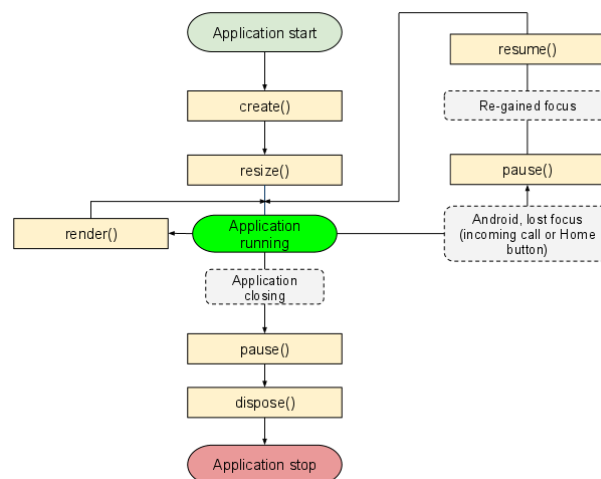 Application start
resume()
create()
Re-gained focus
resize()
pause()
render()
Application
running
Android, lost focus
(incoming call or Home
button)
Application
closing
pause()
dispose()
Application stop